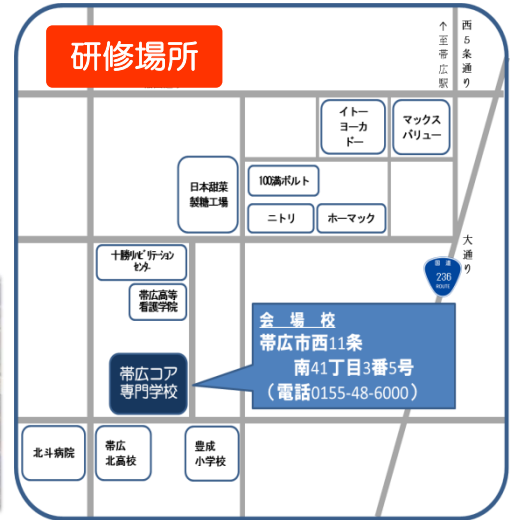 研修場所
↑至帯広駅
西5条通り
イトー
ヨーカ
ドー
マックス
バリュー
日本甜菜
製糖工場
100満ボルト
ニトリ
ホーマック
大通り
十勝リハビリテーション
センター
国道
236
ROUTE
帯広高等
看護学院
会 場 校
帯広市西11条
南41丁目3番5号
(電話0155-48-6000)
帯広コア
専門学校
北斗病院
帯広
北高校
豊成
小学校